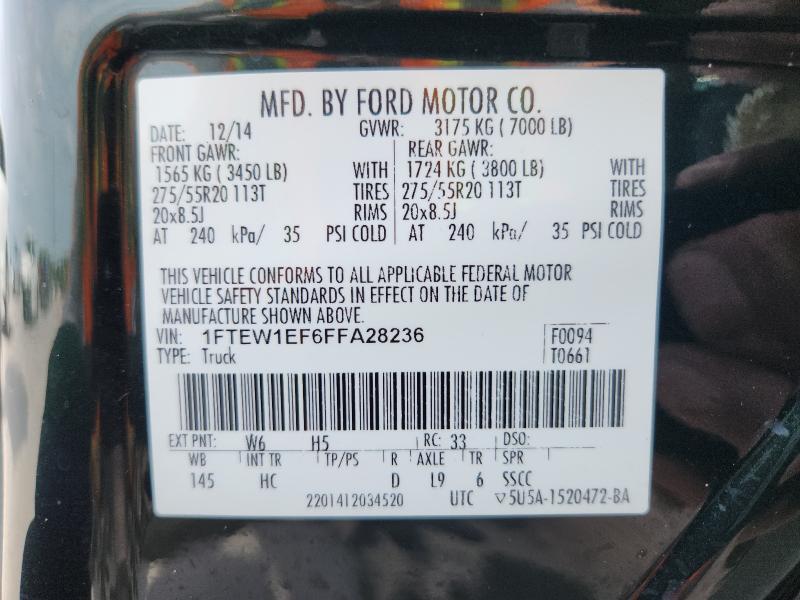 MFD. BY FORD MOTOR CO.
DATE: 12/14 GVWR: 3175 KG ( 7000 LB)
FRONT GAWR: REAR GAWR:
1565 KG ( 3450 LB) WITH 1724 KG ( 3800 LB) WITH
275/55R20 113T TIRES 275/55R20 113T TIRES
20x8.5J RIMS 20x8.5J RIMS
AT 240 kPa/ 35 PSI COLD AT 240 kPa/ 35 PSI COLD
THIS VEHICLE CONFORMS TO ALL APPLICABLE FEDERAL MOTOR
VEHICLE SAFETY STANDARDS IN EFFECT ON THE DATE OF
MANUFACTURE SHOWN ABOVE.
VIN: 1FTEW1EF6FFA28236 F0094
TYPE: Truck T0661
EXT PNT: W6 H5 RC: 33 DSO:
WB INT TR TP/PS R AXLE TR SPR
145 HC D L9 6 SSCC
2201412034520 UTC ▽5U5A-1520472-BA